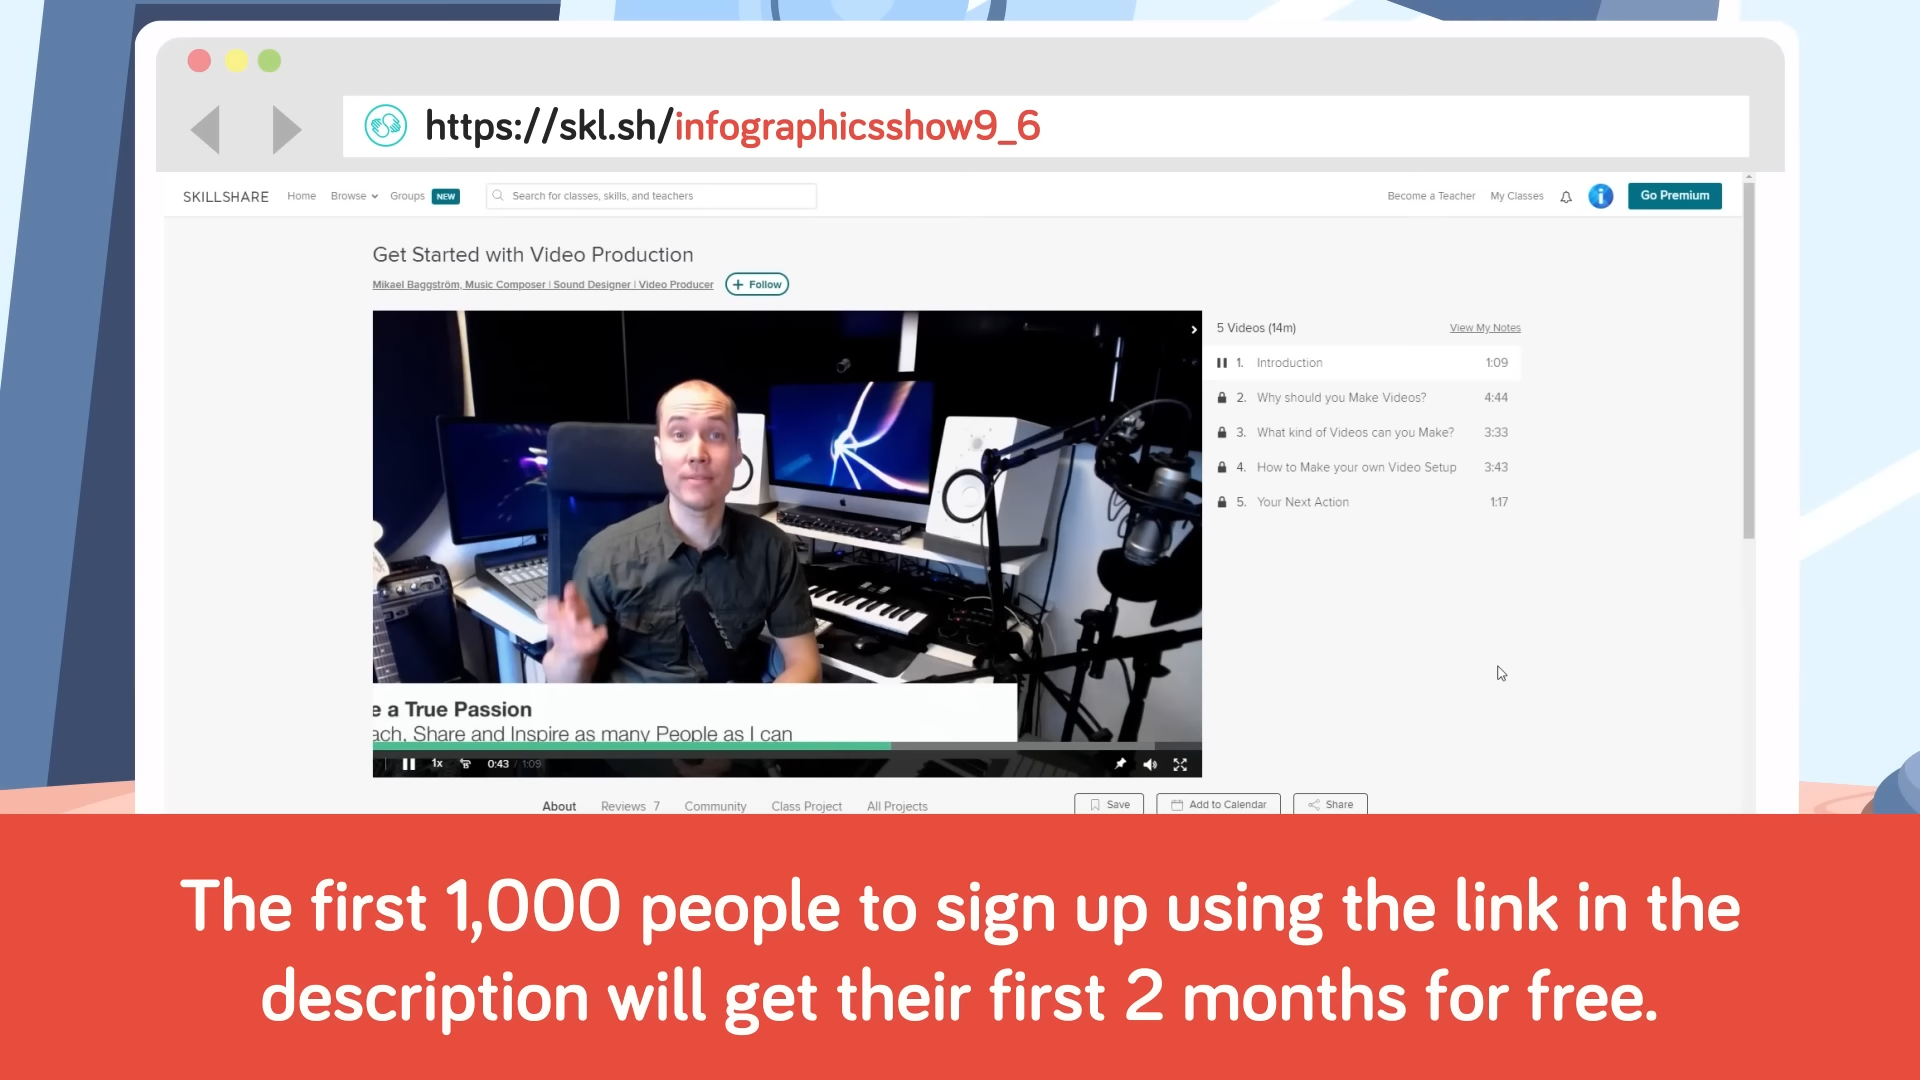 https://skl.sh/infographicsshow9_6
SKILLSHARE Home Browse Groups NEW Search for classes, skills, and teachers Become a Teacher My Classes Go Premium
Get Started with Video Production
Mikael Baggström, Music Composer | Sound Designer | Video Producer + Follow
5 Videos (14m) View My Notes
1. Introduction 1:09
2. Why should you Make Videos? 4:44
3. What kind of Videos can you Make? 3:33
4. How to Make your own Video Setup 3:43
5. Your Next Action 1:17
e a True Passion
ach, Share and Inspire as many People as I can
1x 15 0:43 / 1:09
About Reviews 7 Community Class Project All Projects Save Add to Calendar Share
The first 1,000 people to sign up using the link in the
description will get their first 2 months for free.